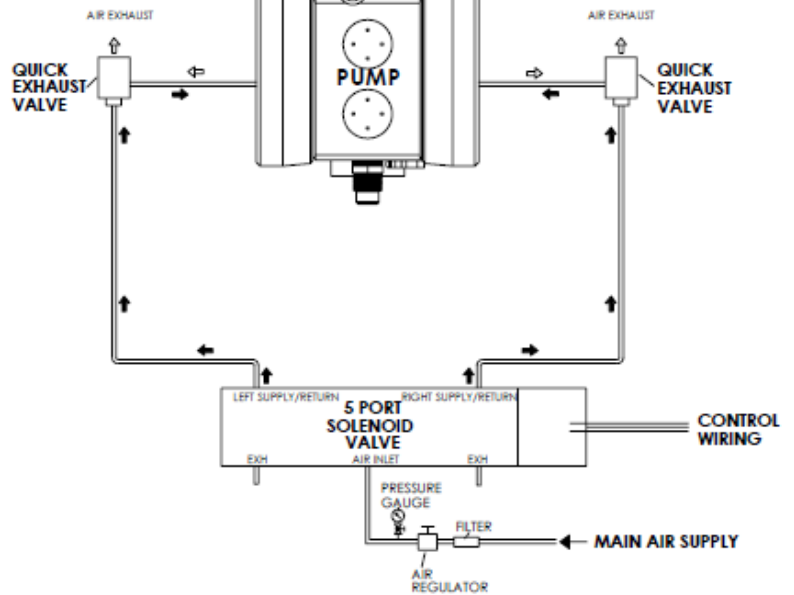 AIR EXHAUST
AIR EXHAUST
QUICK
EXHAUST
VALVE
PUMP
QUICK
EXHAUST
VALVE
LEFT SUPPLY/RETURN
RIGHT SUPPLY/RETURN
5 PORT
SOLENOID
VALVE
CONTROL
WIRING
EXH
AIR INLET
EXH
PRESSURE
GAUGE
FILTER
MAIN AIR SUPPLY
AIR
REGULATOR